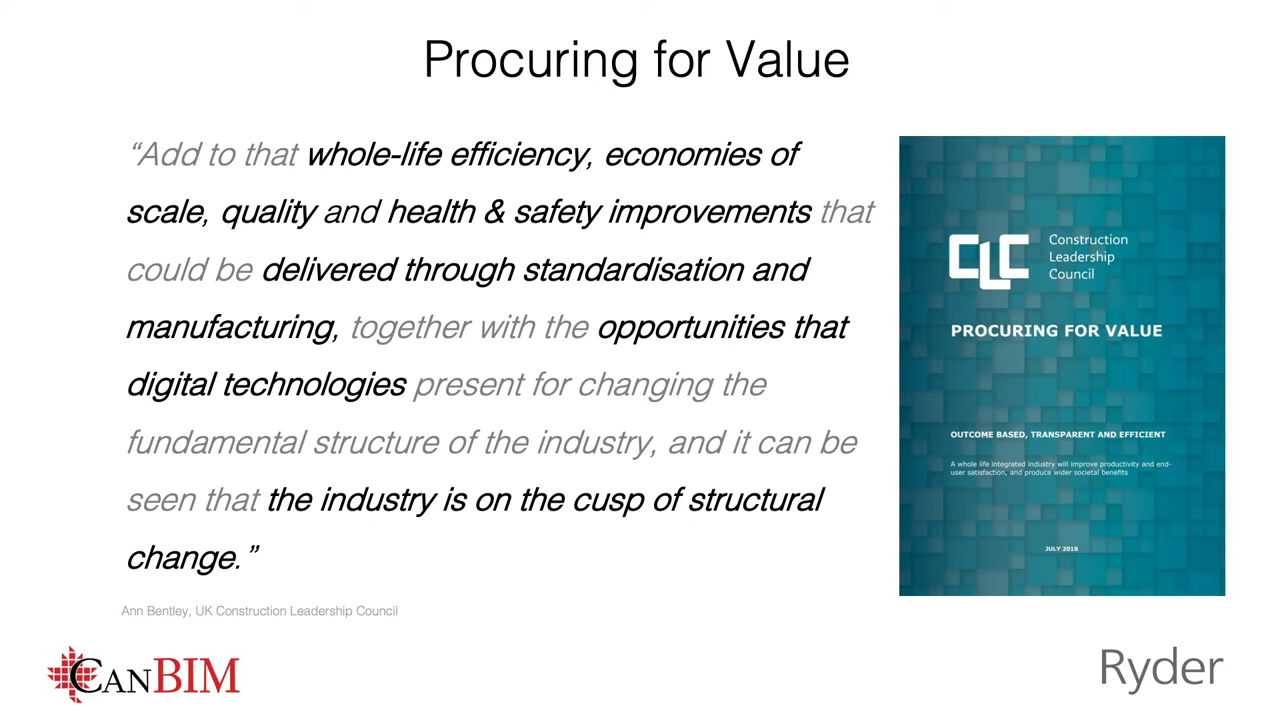 Procuring for Value
“Add to that whole-life efficiency, economies of
scale, quality and health & safety improvements that
could be delivered through standardisation and
manufacturing, together with the opportunities that
digital technologies present for changing the
fundamental structure of the industry, and it can be
seen that the industry is on the cusp of structural
change.”
Ann Bentley, UK Construction Leadership Council
CLC
Construction
Leadership
Council
PROCURING FOR VALUE
OUTCOME BASED, TRANSPARENT AND EFFICIENT
A whole life integrated industry will improve productivity and end-
user satisfaction, and produce wider societal benefits
JULY 2018
CANBIM
Ryder